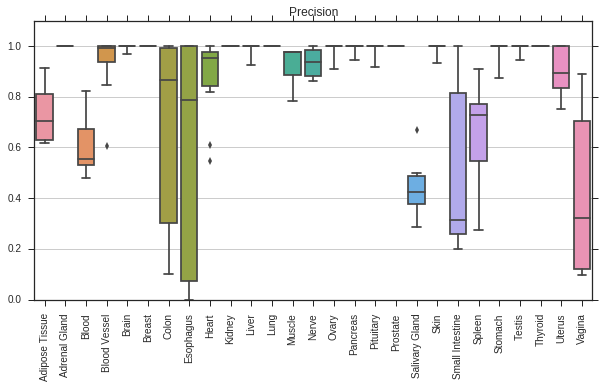 Precision
1.0
0.8
0.6
0.4
0.2
0.0
Adipose Tissue
Adrenal Gland
Blood
Blood Vessel
Brain
Breast
Colon
Esophagus
Heart
Kidney
Liver
Lung
Muscle
Nerve
Ovary
Pancreas
Pituitary
Prostate
Salivary Gland
Skin
Small Intestine
Spleen
Stomach
Testis
Thyroid
Uterus
Vagina